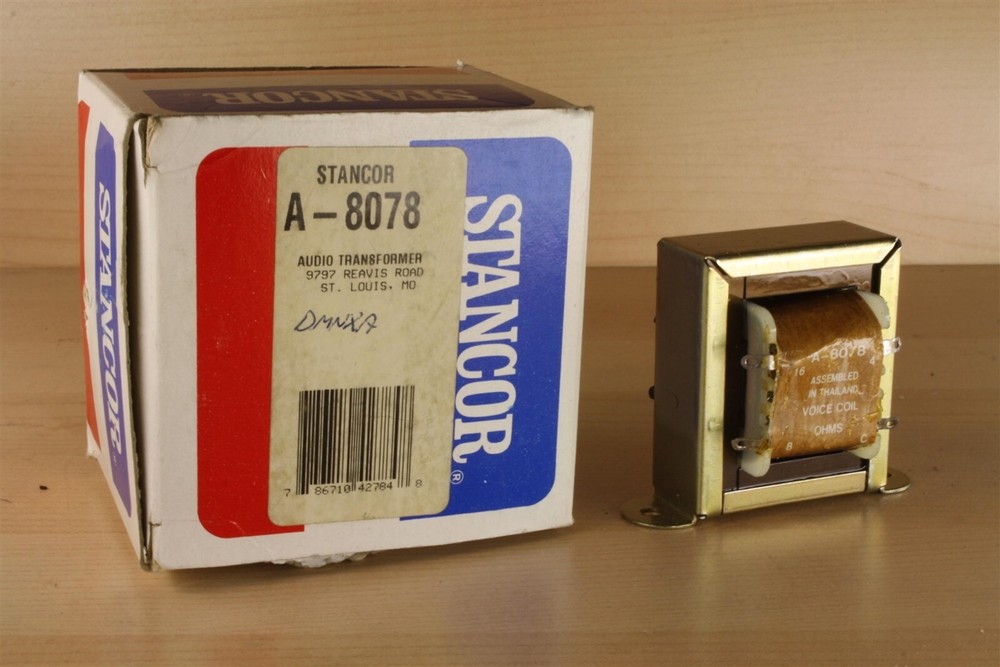 STANCOR
STANCOR
STANCOR
A-8078
AUDIO TRANSFORMER
9797 REAVIS ROAD
ST. LOUIS, MO
7 86710 42784 8
STANCOR®
A-8078
16 4
ASSEMBLED
IN THAILAND
VOICE COIL
OHMS
8 C